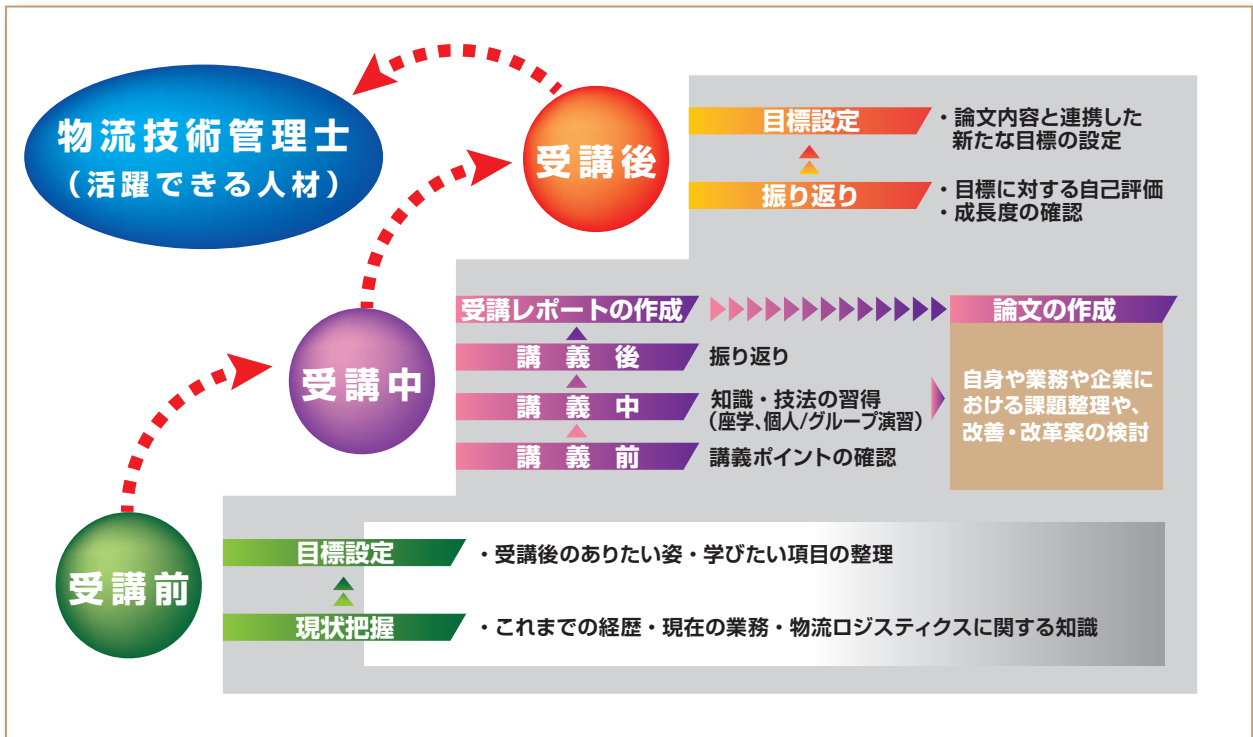 物流技術管理士
（活躍できる人材）
受講後
目標設定
・論文内容と連携した
新たな目標の設定
振り返り
・目標に対する自己評価
・成長度の確認
受講中
受講レポートの作成
論文の作成
講義後
振り返り
講義中
知識・技法の習得
（座学、個人/グループ演習）
講義前
講義ポイントの確認
自身や業務や企業に
おける課題整理や、
改善・改革案の検討
受講前
目標設定
・受講後のありたい姿・学びたい項目の整理
現状把握
・これまでの経歴・現在の業務・物流ロジスティクスに関する知識